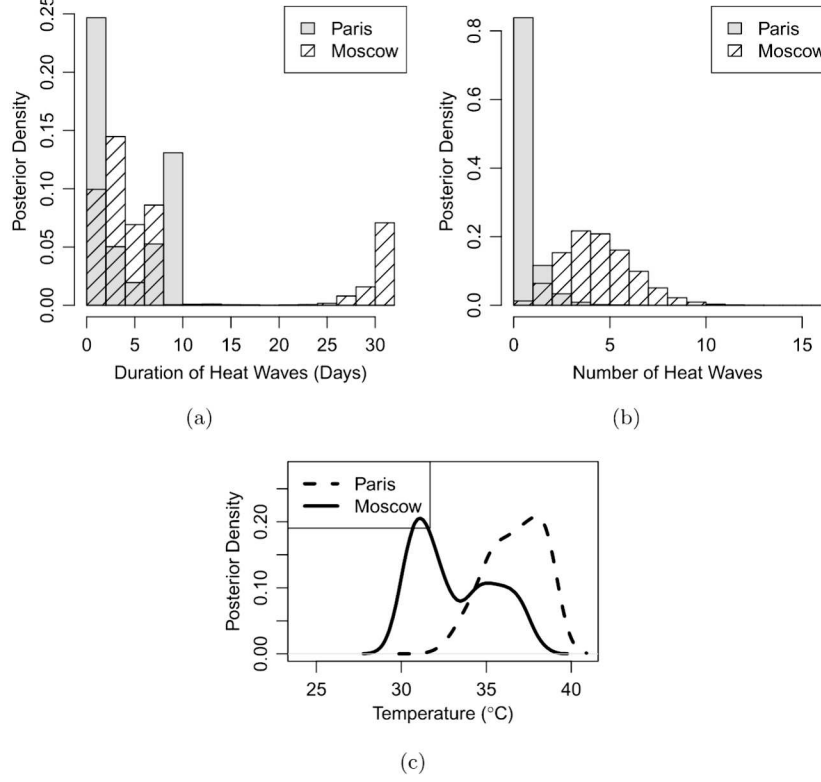 Paris
Moscow
Posterior Density
0.00 0.05 0.10 0.15 0.20 0.25
0 5 10 15 20 25 30
Duration of Heat Waves (Days)
(a)
Paris
Moscow
Posterior Density
0.0 0.2 0.4 0.6 0.8
0 5 10 15
Number of Heat Waves
(b)
Paris
Moscow
Posterior Density
0.00 0.10 0.20
25 30 35 40
Temperature (°C)
(c)